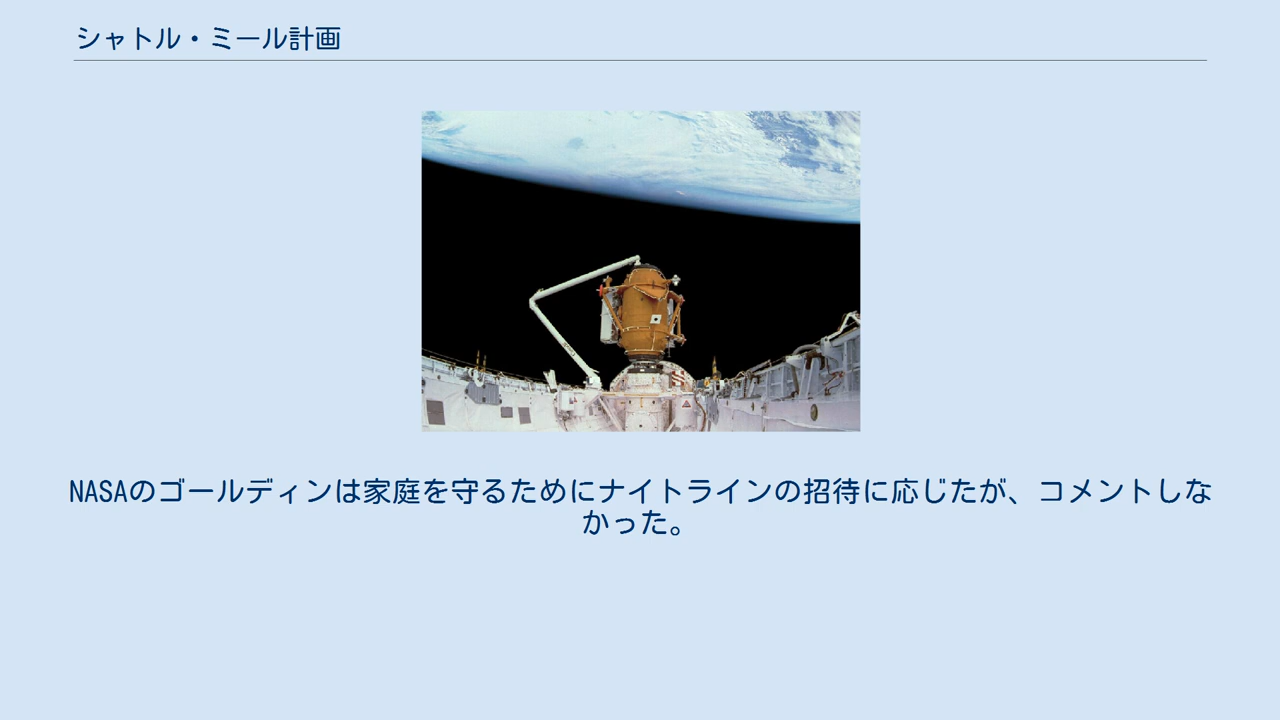 シャトル・ミール計画
NASAのゴールディンは家庭を守るためにナイトラインの招待に応じたが、コメントしな
かった。